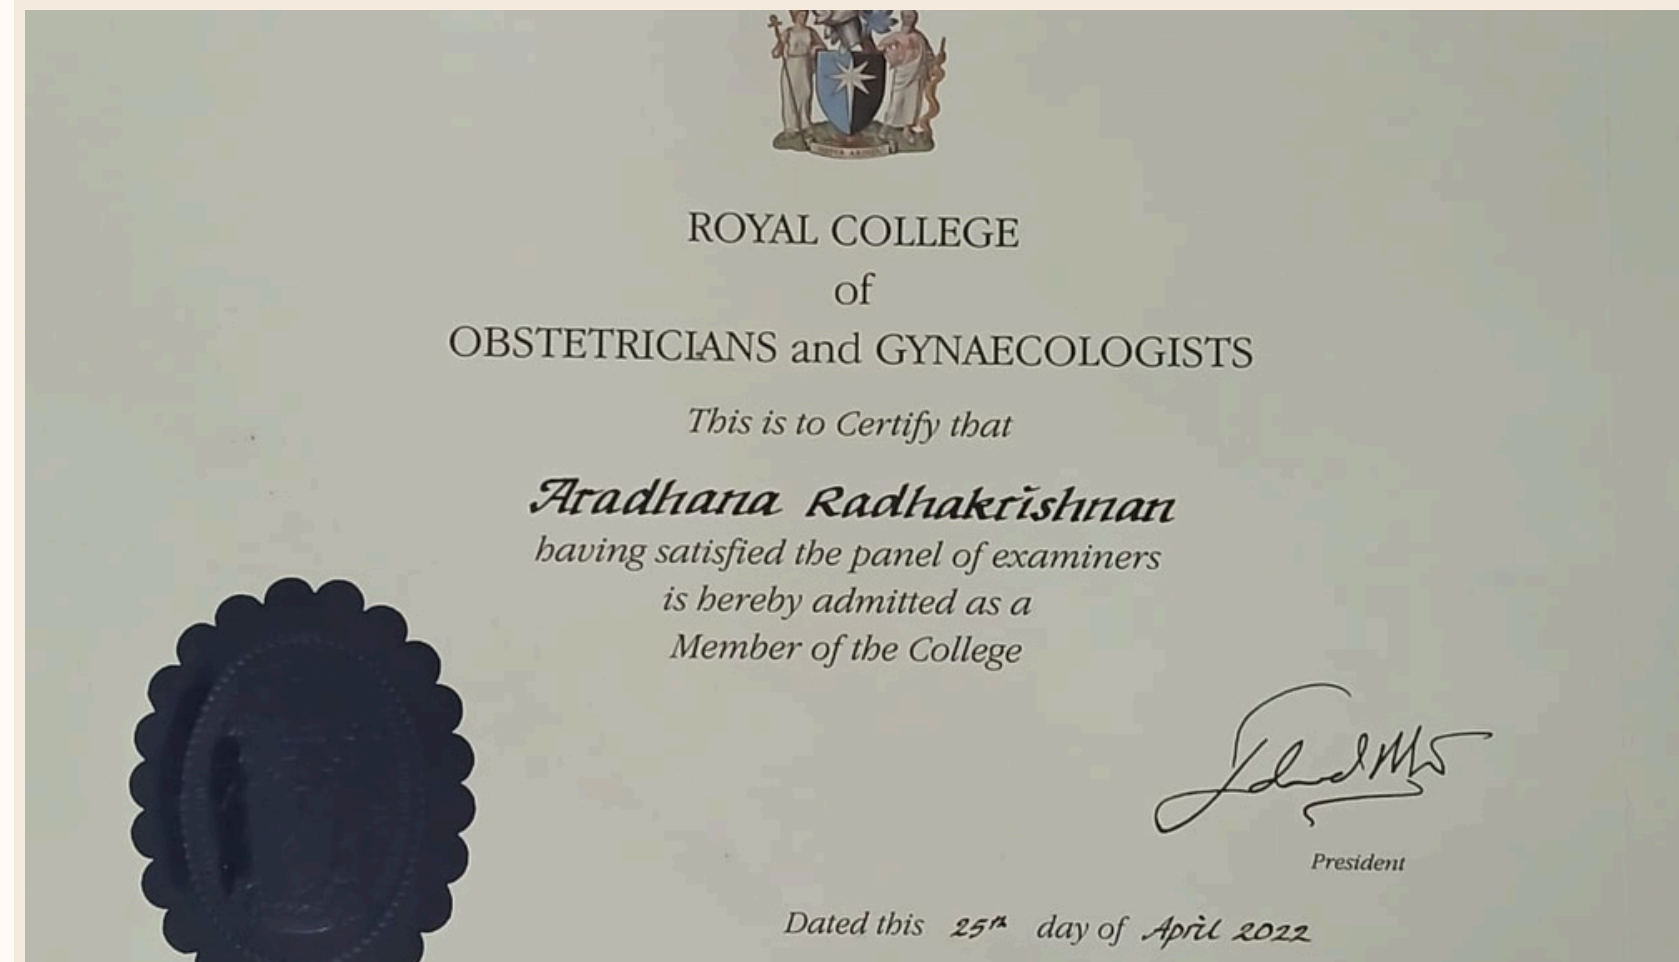 ROYAL COLLEGE
of
OBSTETRICIANS and GYNAECOLOGISTS
This is to Certify that
Aradhana Radhakrishnan
having satisfied the panel of examiners
is hereby admitted as a
Member of the College
President
Dated this 25th day of April 2022